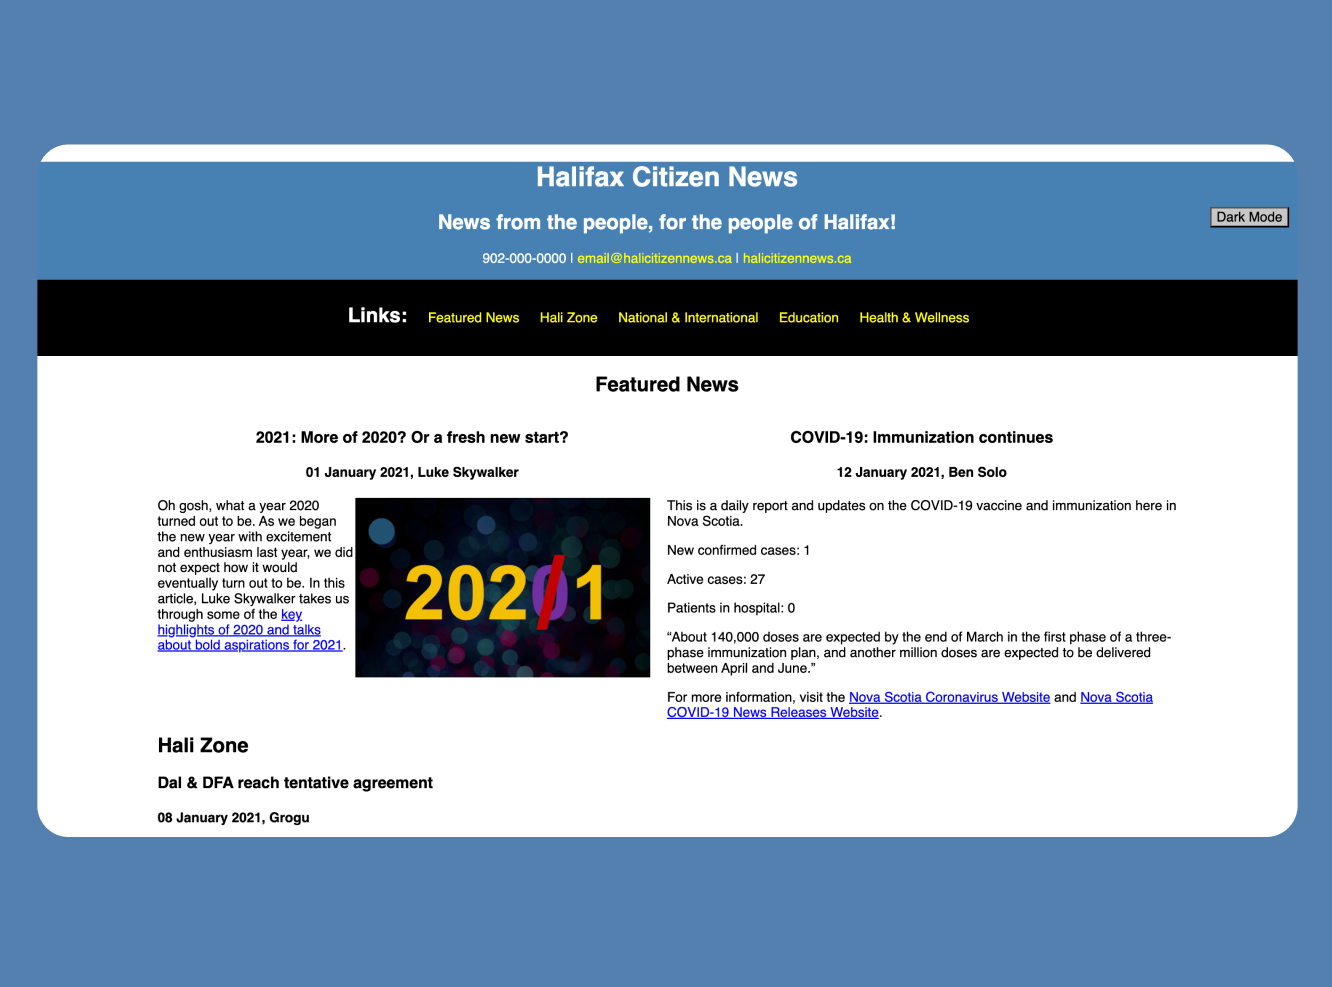 Halifax Citizen News
News from the people, for the people of Halifax!
Dark Mode
902-000-0000 | email@halicitizennews.ca | halicitizennews.ca
Links: Featured News Hali Zone National & International Education Health & Wellness
Featured News
2021: More of 2020? Or a fresh new start?
01 January 2021, Luke Skywalker
Oh gosh, what a year 2020
turned out to be. As we began
the new year with excitement
and enthusiasm last year, we did
not expect how it would
eventually turn out to be. In this
article, Luke Skywalker takes us
through some of the key
highlights of 2020 and talks
about bold aspirations for 2021.
2020/1
COVID-19: Immunization continues
12 January 2021, Ben Solo
This is a daily report and updates on the COVID-19 vaccine and immunization here in
Nova Scotia.
New confirmed cases: 1
Active cases: 27
Patients in hospital: 0
“About 140,000 doses are expected by the end of March in the first phase of a three-
phase immunization plan, and another million doses are expected to be delivered
between April and June.”
For more information, visit the Nova Scotia Coronavirus Website and Nova Scotia
COVID-19 News Releases Website.
Hali Zone
Dal & DFA reach tentative agreement
08 January 2021, Grogu